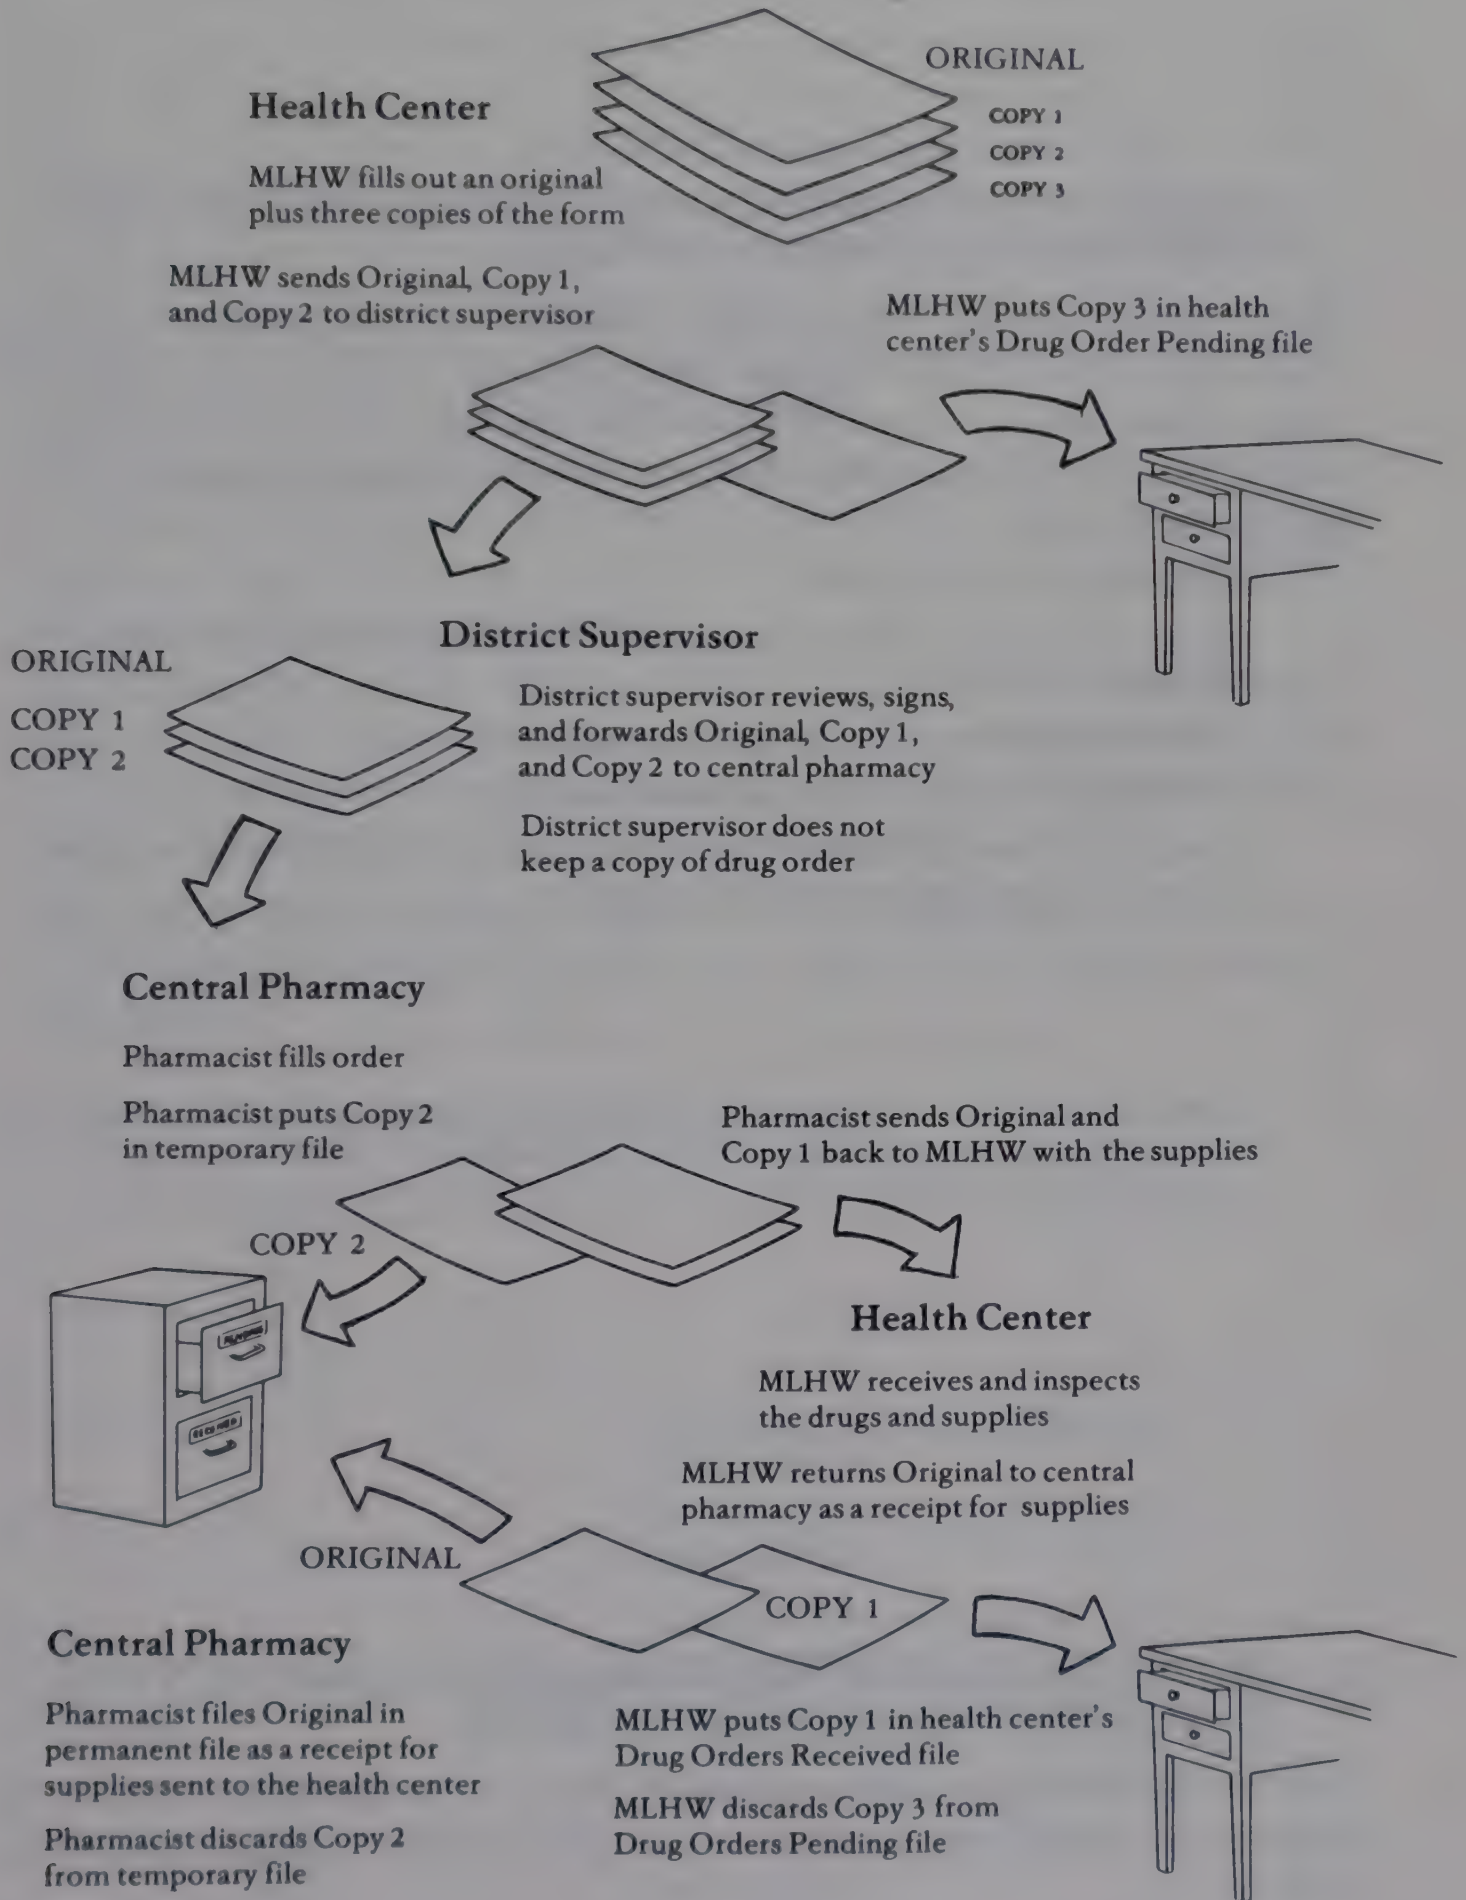 ORIGINAL
Health Center
COPY 1
COPY 2
COPY 3
MLHW fills out an original
plus three copies of the form
MLHW sends Original, Copy 1,
and Copy 2 to district supervisor
MLHW puts Copy 3 in health
center's Drug Order Pending file
District Supervisor
ORIGINAL
COPY 1
COPY 2
District supervisor reviews, signs,
and forwards Original, Copy 1,
and Copy 2 to central pharmacy
District supervisor does not
keep a copy of drug order
Central Pharmacy
Pharmacist fills order
Pharmacist puts Copy 2
in temporary file
Pharmacist sends Original and
Copy 1 back to MLHW with the supplies
COPY 2
Health Center
MLHW receives and inspects
the drugs and supplies
MLHW returns Original to central
pharmacy as a receipt for supplies
ORIGINAL
COPY 1
Central Pharmacy
Pharmacist files Original in
permanent file as a receipt for
supplies sent to the health center
Pharmacist discards Copy 2
from temporary file
MLHW puts Copy 1 in health center's
Drug Orders Received file
MLHW discards Copy 3 from
Drug Orders Pending file